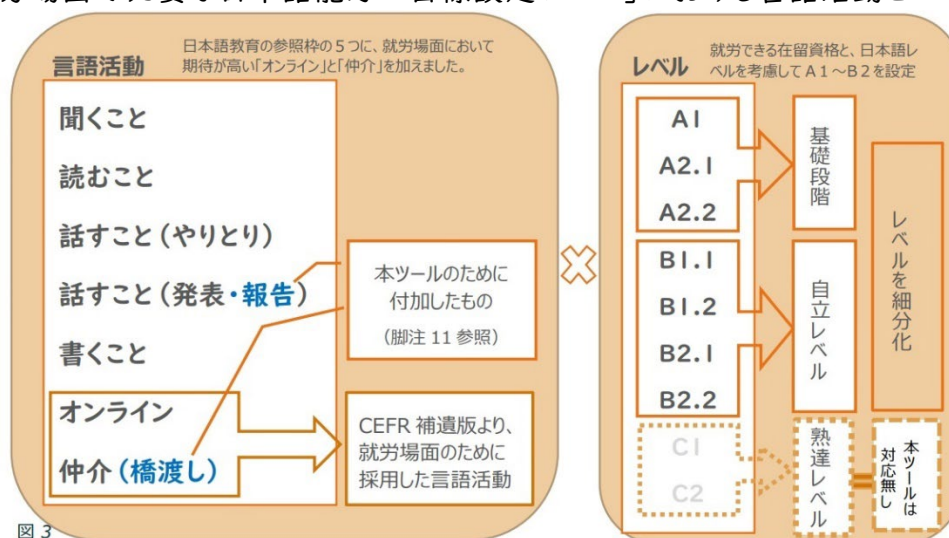 言語活動
日本語教育の参照枠の5つに、就労場面において
期待が高い「オンライン」と「仲介」を加えました。
聞くこと
読むこと
話すこと(やりとり)
話すこと(発表・報告)
書くこと
オンライン
仲介(橋渡し)
本ツールのために
付加したもの
(脚注 11 参照)
CEFR 補遺版より、
就労場面のために
採用した言語活動
図 3
レベル
就労できる在留資格と、日本語レ
ベルを考慮してA1~B2を設定
A1
A2.1
A2.2
B1.1
B1.2
B2.1
B2.2
C1
C2
基礎段階
自立レベル
熟達レベル
レベルを細分化
本ツールは
対応無し